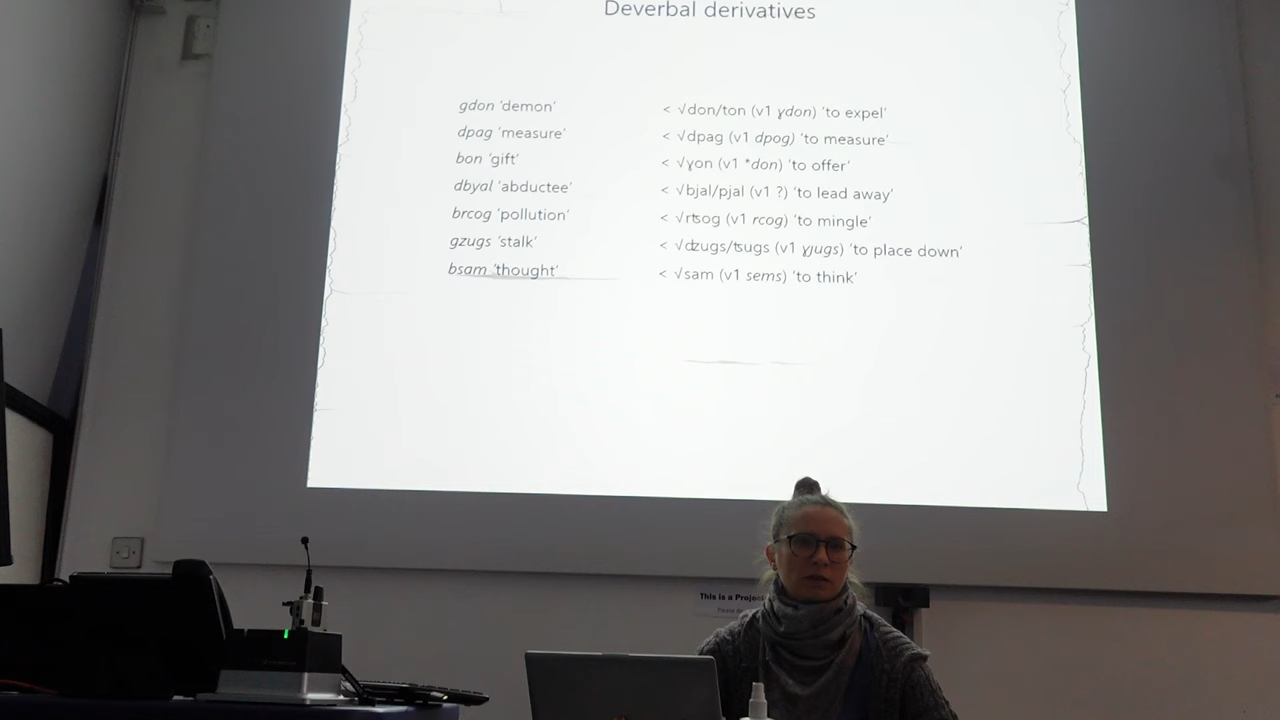 Deverbal derivatives
gdon ‘demon’ < √don/ton (v1 ɣdon) ‘to expel’
dpag ‘measure’ < √dpag (v1 dpog) ‘to measure’
bon ‘gift’ < √ɣon (v1 *don) ‘to offer’
dbyal ‘abductee’ < √bjal/pjal (v1 ?) ‘to lead away’
brcog ‘pollution’ < √rʦog (v1 rcog) ‘to mingle’
gzugs ‘stalk’ < √ʣugs/ʦugs (v1 ɣɟugs) ‘to place down’
bsam ‘thought’ < √sam (v1 sems) ‘to think’
This is a
Please